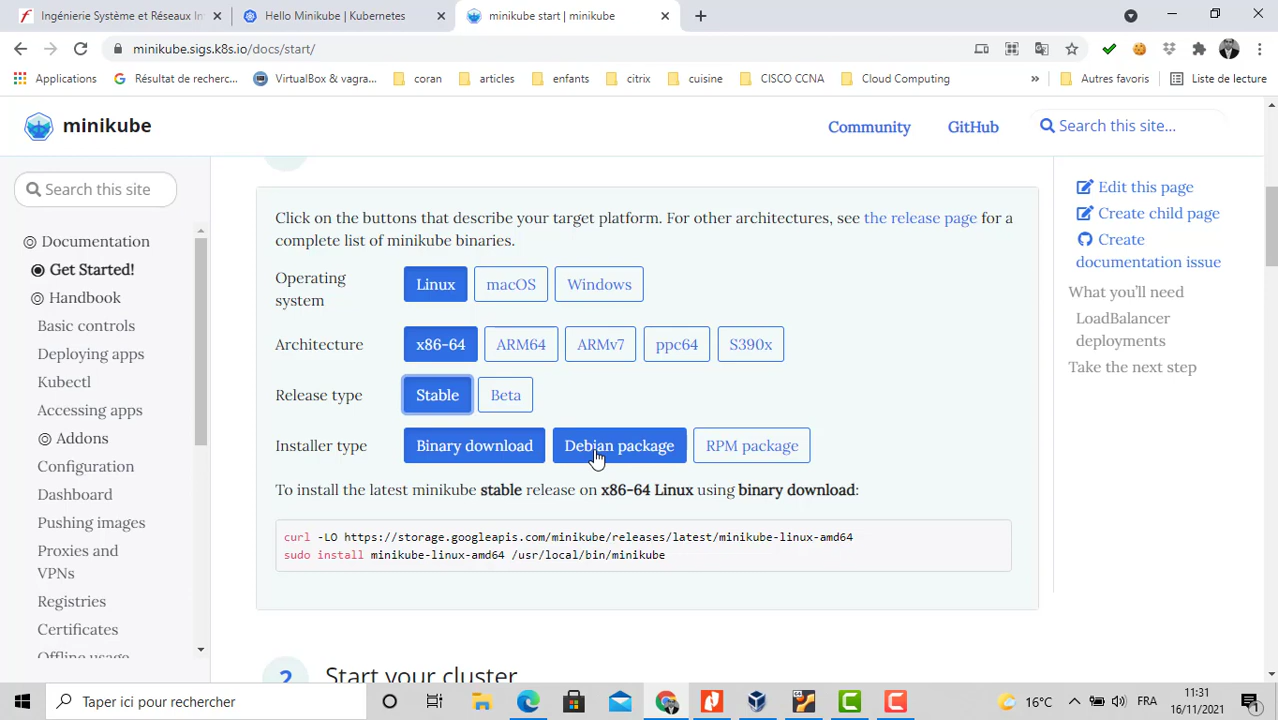 Ingénierie Système et Réseaux In
Hello Minikube | Kubernetes
minikube start | minikube
minikube.sigs.k8s.io/docs/start/
Applications
Résultat de recherc...
VirtualBox & vagra...
coran
articles
enfants
citrix
cuisine
CISCO CCNA
Cloud Computing
»
Autres favoris
Liste de lecture
minikube
Community
GitHub
Search this site...
Search this site
Documentation
Get Started!
Handbook
Basic controls
Deploying apps
Kubectl
Accessing apps
Addons
Configuration
Dashboard
Pushing images
Proxies and
VPNs
Registries
Certificates
Offline usage
Click on the buttons that describe your target platform. For other architectures, see the release page for a
complete list of minikube binaries.
Operating
system
Linux
macOS
Windows
Architecture
x86-64
ARM64
ARMv7
ppc64
S390x
Release type
Stable
Beta
Installer type
Binary download
Debian package
RPM package
To install the latest minikube stable release on x86-64 Linux using binary download:
curl -LO https://storage.googleapis.com/minikube/releases/latest/minikube-linux-amd64
sudo install minikube-linux-amd64 /usr/local/bin/minikube
2
Start your cluster
Edit this page
Create child page
Create
documentation issue
What you'll need
LoadBalancer
deployments
Take the next step
Taper ici pour rechercher
16°C
FRA
11:31
16/11/2021
1